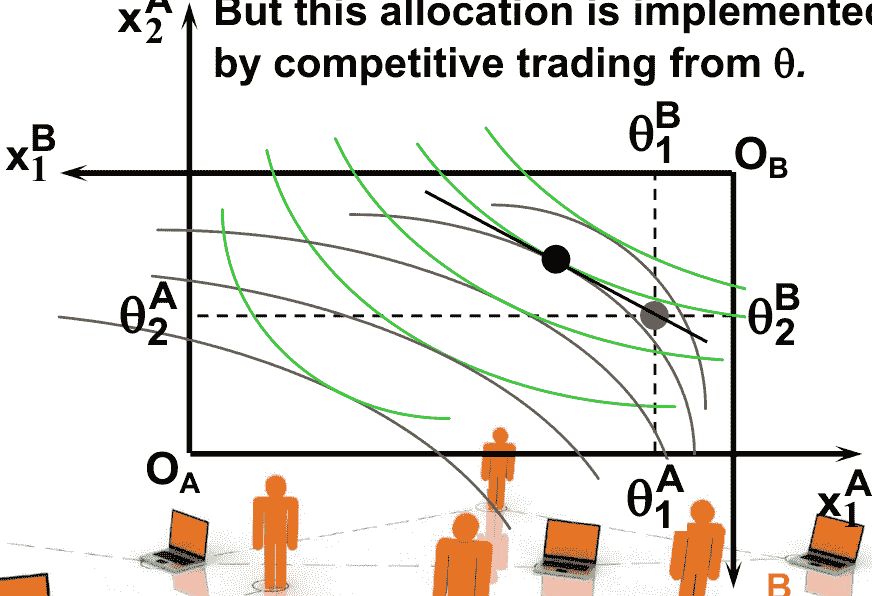 x₂ᴬ
But this allocation is implemented
by competitive trading from θ.
θ₁ᴮ
x₁ᴮ
O_B
θ₂ᴬ
θ₂ᴮ
O_A
θ₁ᴬ
x₁ᴬ
B